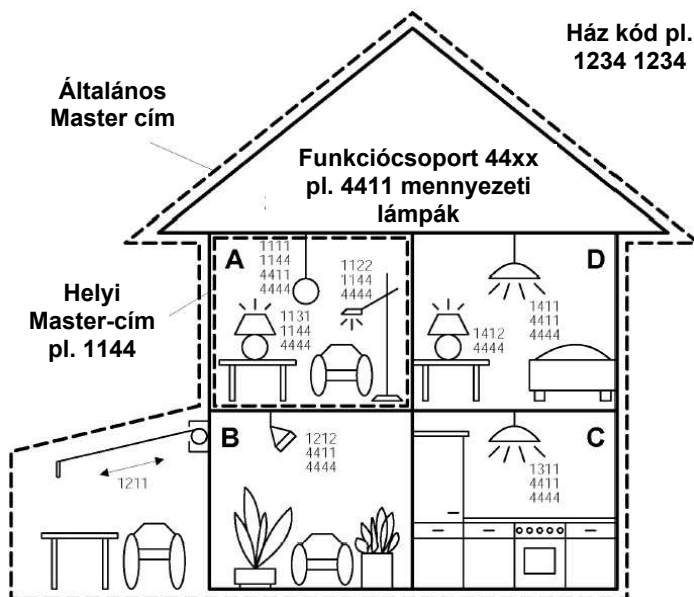 Ház kód pl.
1234 1234
Általános
Master cím
Funkciócsoport 44xx
pl. 4411 mennyezeti
lámpák
Helyi
Master-cím
pl. 1144
A
1111
1144
4411
4444
1122
1144
4444
1131
1144
4444
D
1411
4411
4444
1412
4444
B
1212
4411
4444
C
1311
4411
4444
1211